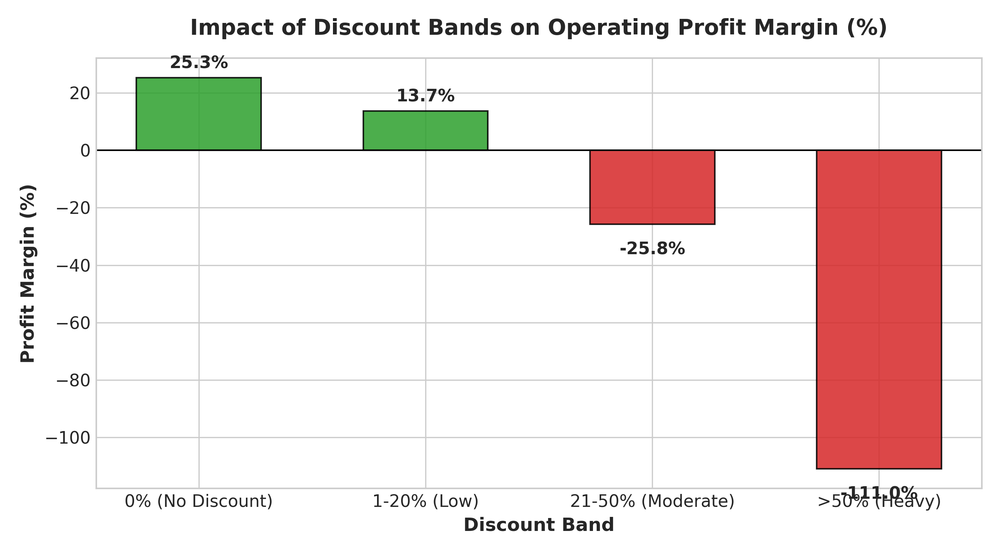 Impact of Discount Bands on Operating Profit Margin (%)
25.3%
13.7%
-25.8%
-111.0%
20
0
−20
−40
−60
−80
−100
Profit Margin (%)
0% (No Discount)
1-20% (Low)
21-50% (Moderate)
>50% (Heavy)
Discount Band